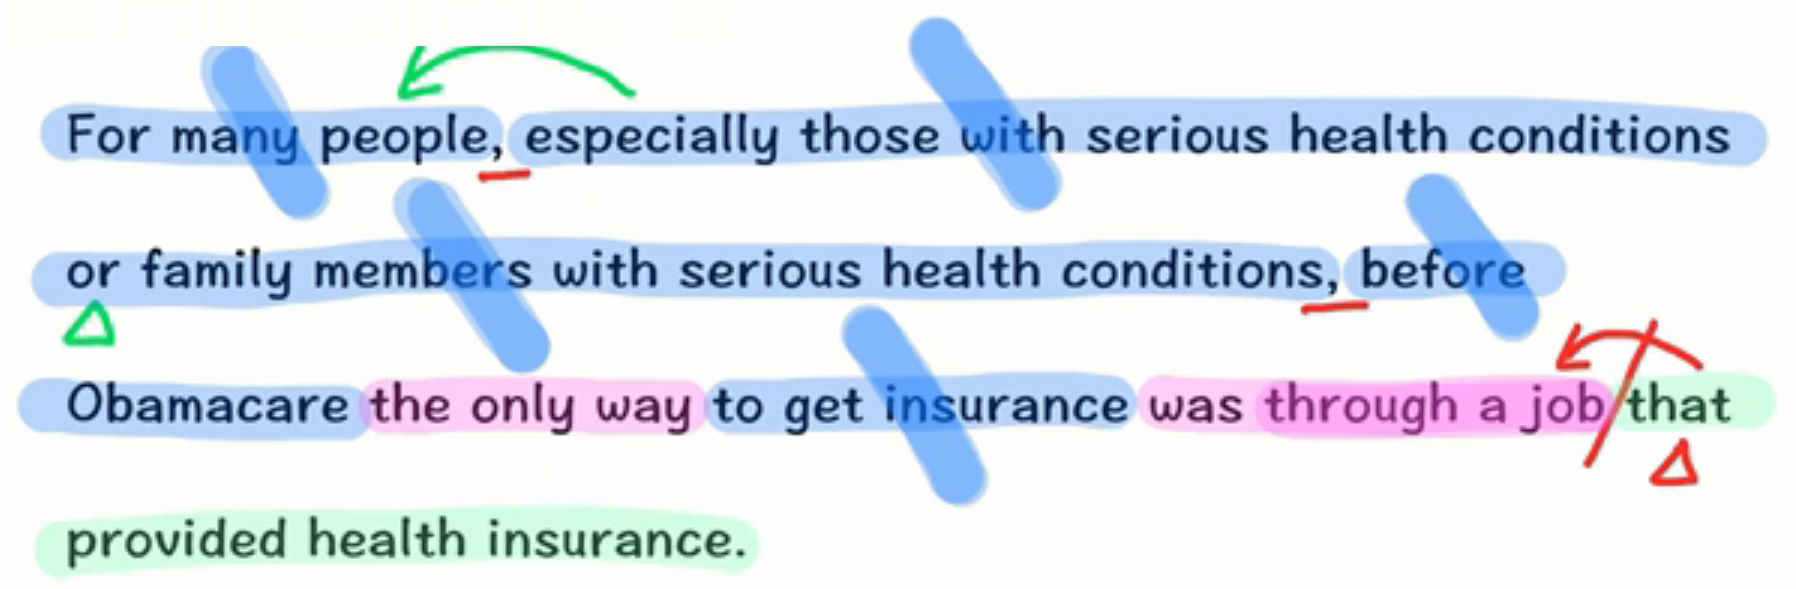 For many people, especially those with serious health conditions
or family members with serious health conditions, before
Obamacare the only way to get insurance was through a job that
provided health insurance.